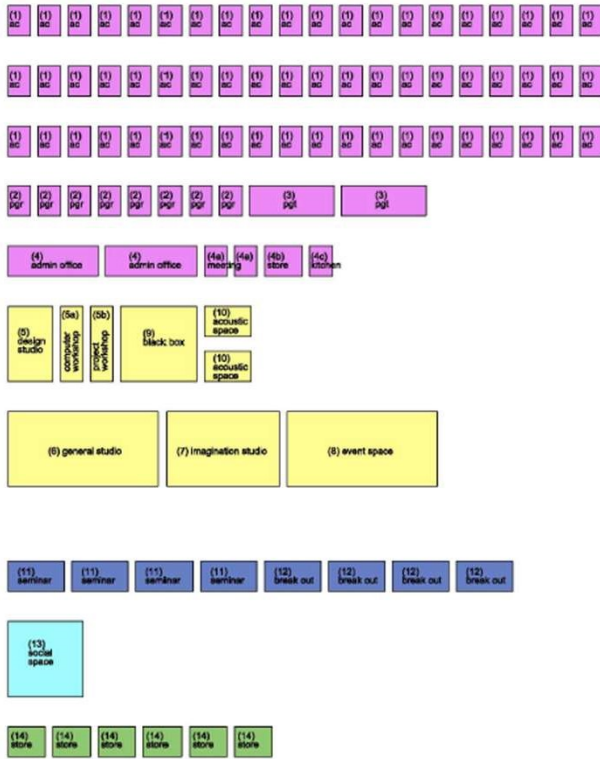 (1) (1) (1) (1) (1) (1) (1) (1) (1) (1) (1) (1) (1) (1) (1) (1) (1) (1) (1) (1)
ac ac ac ac ac ac ac ac ac ac ac ac ac ac ac ac ac ac ac ac
(1) (1) (1) (1) (1) (1) (1) (1) (1) (1) (1) (1) (1) (1) (1) (1) (1) (1) (1) (1)
ac ac ac ac ac ac ac ac ac ac ac ac ac ac ac ac ac ac ac ac
(1) (1) (1) (1) (1) (1) (1) (1) (1) (1) (1) (1) (1) (1) (1) (1) (1) (1) (1) (1)
ac ac ac ac ac ac ac ac ac ac ac ac ac ac ac ac ac ac ac ac
(2) (2) (2) (2) (2) (2) (2) (2) (3) (3)
pgr pgr pgr pgr pgr pgr pgr pgr pgt pgt
(4) (4) (4a) (4a) (4b) (4c)
admin office admin office meeting store kitchen
(5)
design
studio
(5a)
computer
workshop
(5b)
project
workshop
(9)
black box
(10)
acoustic
space
(10)
acoustic
space
(6) general studio (7) imagination studio (8) event space
(11) (11) (11) (11) (12) (12) (12) (12)
seminar seminar seminar seminar break out break out break out break out
(13)
social
space
(14) (14) (14) (14) (14) (14)
store store store store store store